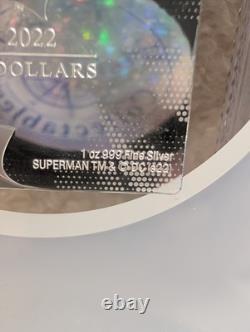 2022
DOLLARS
1 oz 999 Fine Silver
SUPERMAN TM & © DC (s22)
ebay